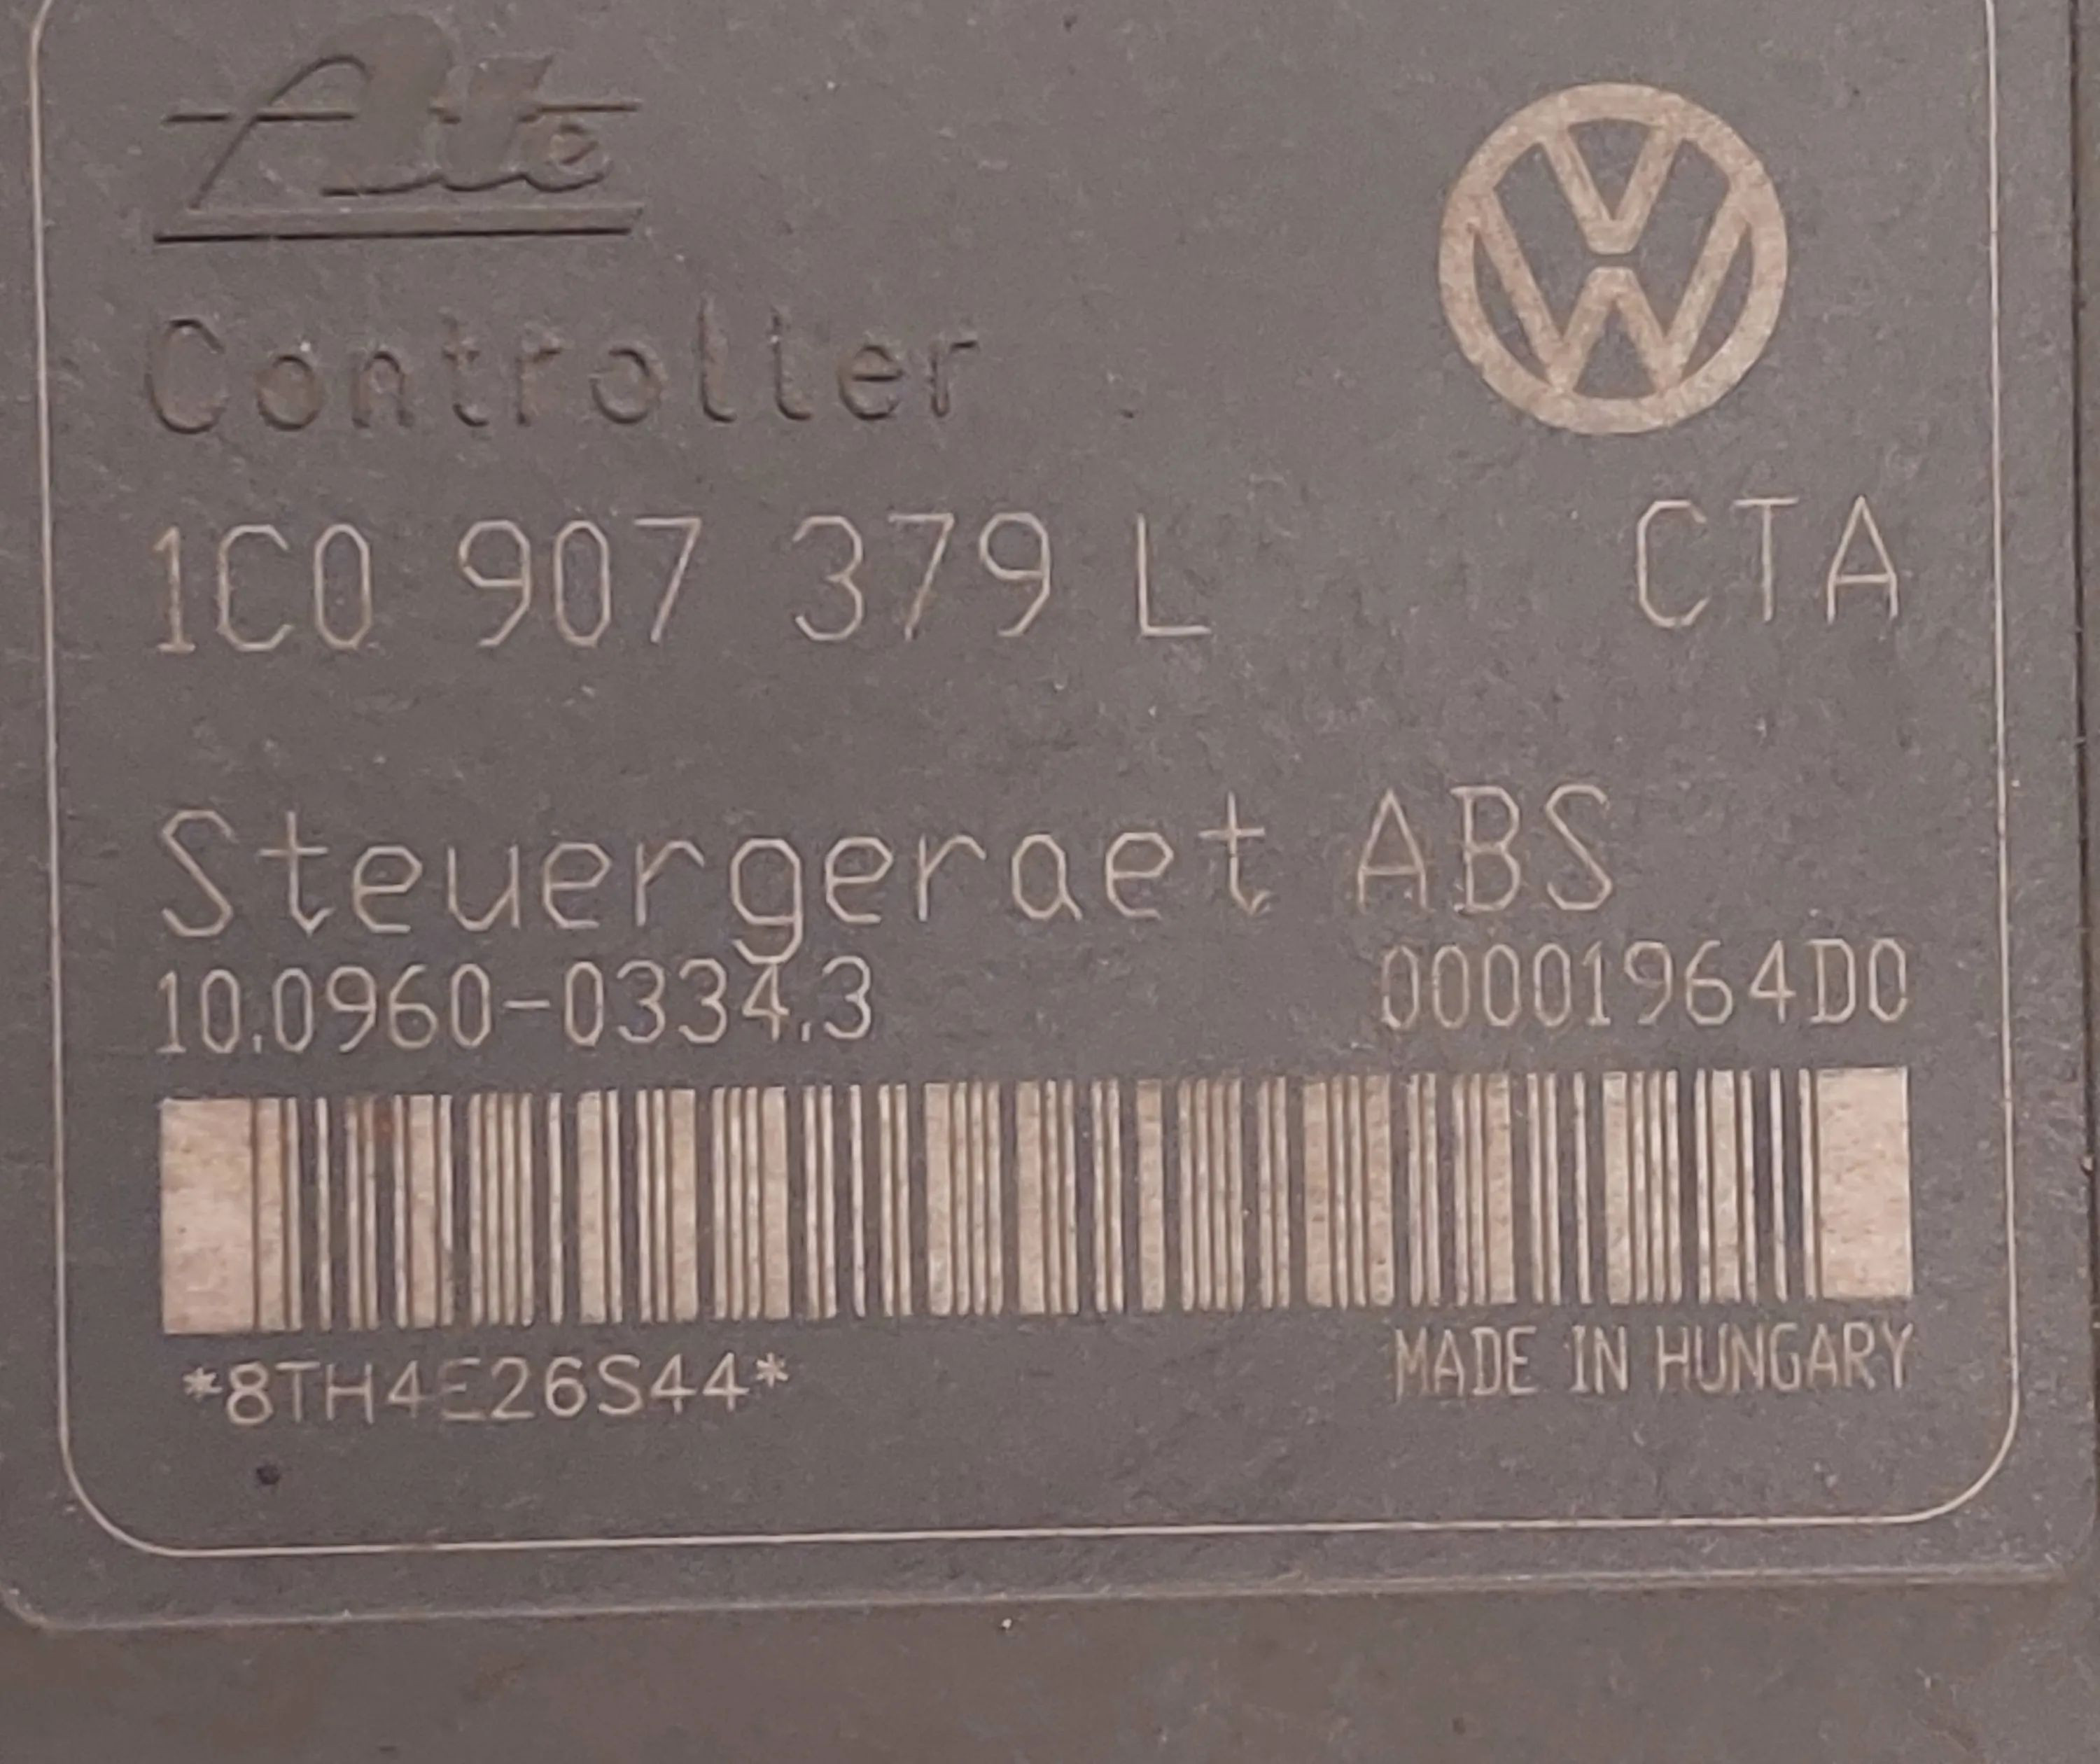 Ate
Controller
1C0 907 379 L CTA
Steuergeraet ABS
10.0960-0334.3 00001964D0
*8TH4E26S44*
MADE IN HUNGARY